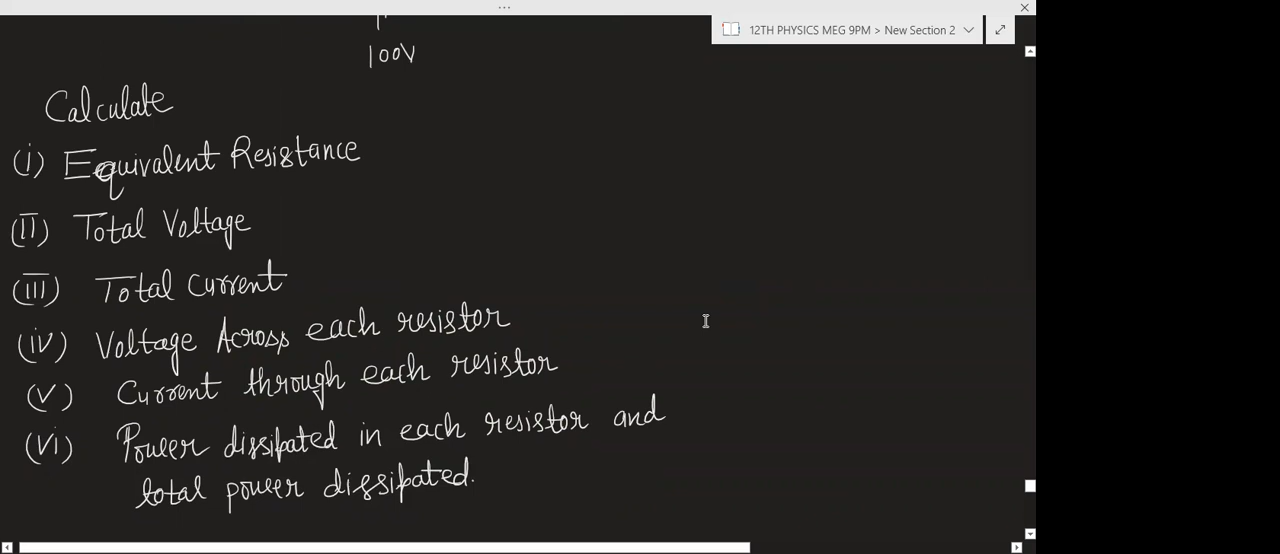 12TH PHYSICS MEG 9PM > New Section 2
100V
Calculate
(i) Equivalent Resistance
(II) Total Voltage
(III) Total Current
(iv) Voltage Across each resistor
(V) Current through each resistor
(Vi) Power dissipated in each resistor and
total power dissipated.